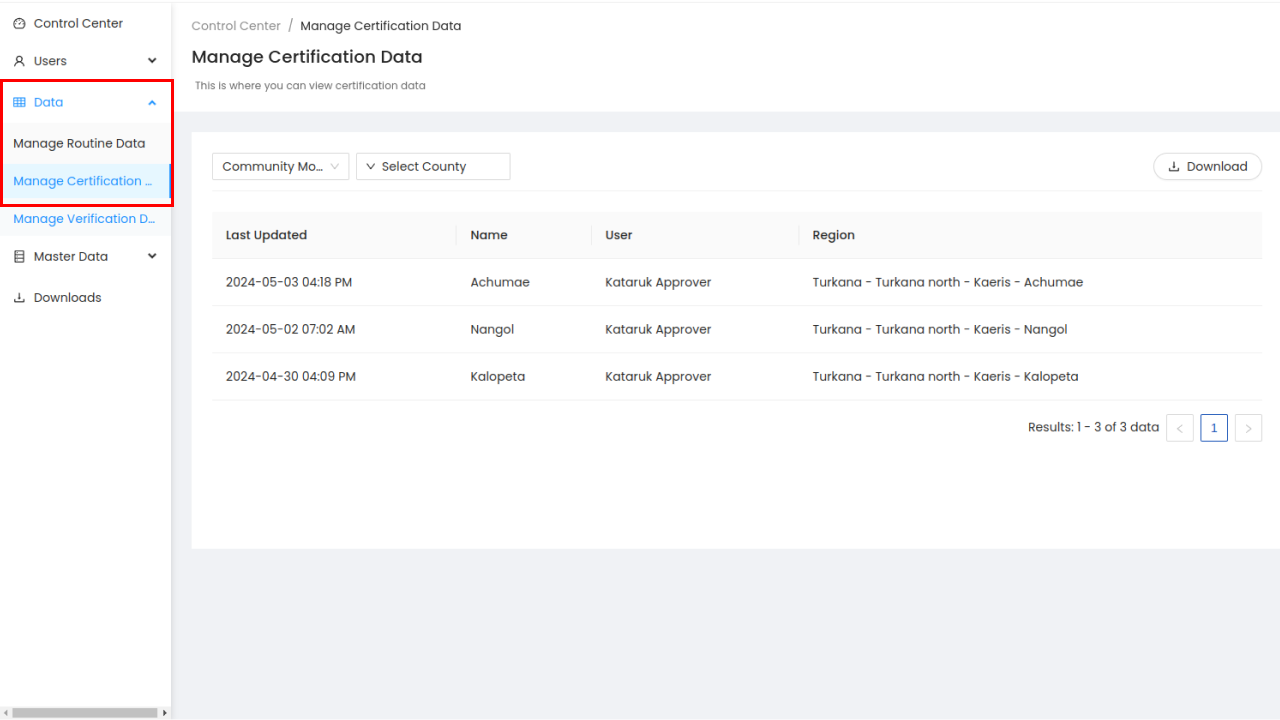 Control Center
Users
Data
Manage Routine Data
Manage Certification ...
Manage Verification D...
Master Data
Downloads
Control Center / Manage Certification Data
Manage Certification Data
This is where you can view certification data
Community Mo... Select County Download
Last Updated Name User Region
2024-05-03 04:18 PM Achumae Kataruk Approver Turkana - Turkana north - Kaeris - Achumae
2024-05-02 07:02 AM Nangol Kataruk Approver Turkana - Turkana north - Kaeris - Nangol
2024-04-30 04:09 PM Kalopeta Kataruk Approver Turkana - Turkana north - Kaeris - Kalopeta
Results: 1 - 3 of 3 data < 1 >